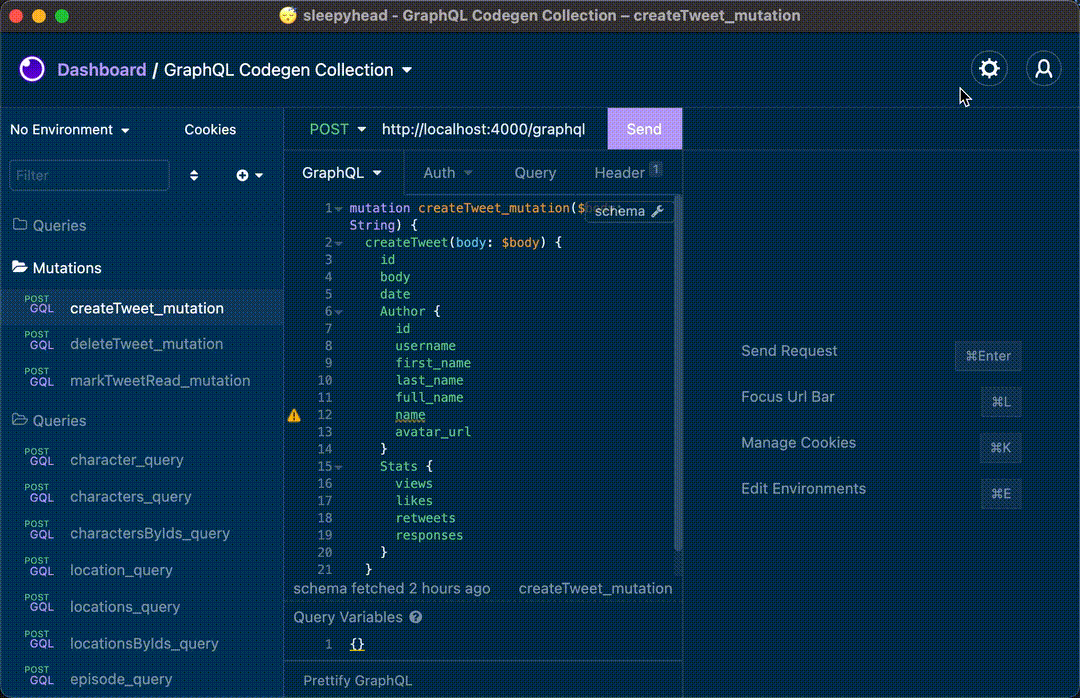 sleepyhead - GraphQL Codegen Collection – createTweet_mutation
Dashboard / GraphQL Codegen Collection
No Environment
Cookies
POST
http://localhost:4000/graphql
Send
Filter
GraphQL
Auth
Query
Header 1
schema
Queries
Mutations
POST GQL createTweet_mutation
POST GQL deleteTweet_mutation
POST GQL markTweetRead_mutation
Queries
POST GQL character_query
POST GQL characters_query
POST GQL charactersByIds_query
POST GQL location_query
POST GQL locations_query
POST GQL locationsByIds_query
POST GQL episode_query
1 mutation createTweet_mutation($
String) {
2 createTweet(body: $body) {
3 id
4 body
5 date
6 Author {
7 id
8 username
9 first_name
10 last_name
11 full_name
12 name
13 avatar_url
14 }
15 Stats {
16 views
17 likes
18 retweets
19 responses
20 }
21 }
schema fetched 2 hours ago
createTweet_mutation
Query Variables
1 {}
Prettify GraphQL
Send Request ⌘Enter
Focus Url Bar ⌘L
Manage Cookies ⌘K
Edit Environments ⌘E